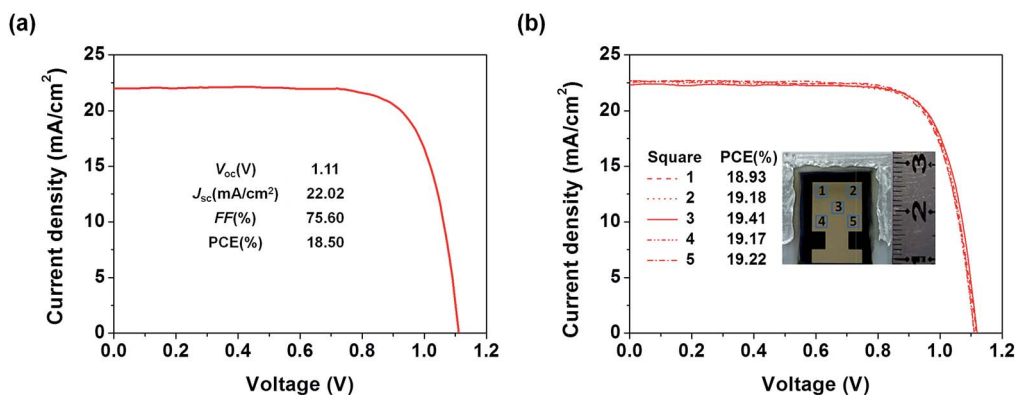 (a)
25
20
15
10
5
0
Current density (mA/cm²)
Voc(V) 1.11
Jsc(mA/cm²) 22.02
FF(%) 75.60
PCE(%) 18.50
0.0 0.2 0.4 0.6 0.8 1.0 1.2
Voltage (V)
(b)
25
20
15
10
5
0
Current density (mA/cm²)
Square PCE(%)
1 18.93
2 19.18
3 19.41
4 19.17
5 19.22
1 2
3
4 5
3
2
1
0.0 0.2 0.4 0.6 0.8 1.0 1.2
Voltage (V)